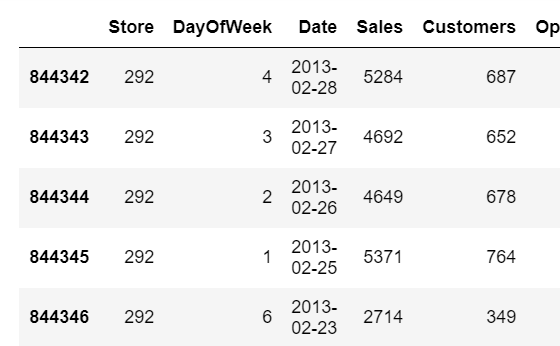 Store DayOfWeek Date Sales Customers Op
844342 292 4 2013-02-28 5284 687
844343 292 3 2013-02-27 4692 652
844344 292 2 2013-02-26 4649 678
844345 292 1 2013-02-25 5371 764
844346 292 6 2013-02-23 2714 349